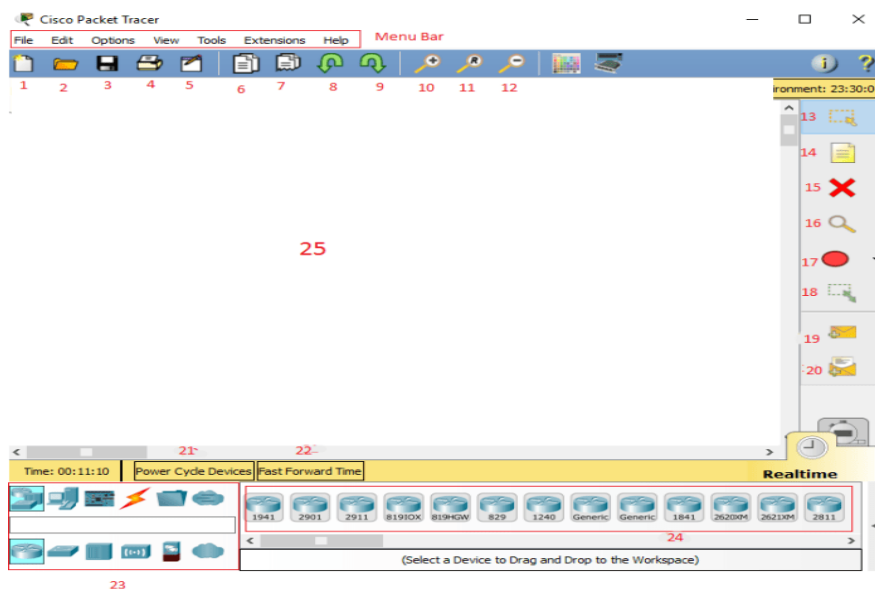 Cisco Packet Tracer
File Edit Options View Tools Extensions Help Menu Bar
1 2 3 4 5 6 7 8 9 10 11 12
ironment: 23:30:0
13
14
15
16
25
17
18
19
20
21 22
Time: 00:11:10 Power Cycle Devices Fast Forward Time
Realtime
1941 2901 2911 819IOX 819HGW 829 1240 Generic Generic 1841 2620XM 2621XM 2811
24
(Select a Device to Drag and Drop to the Workspace)
23